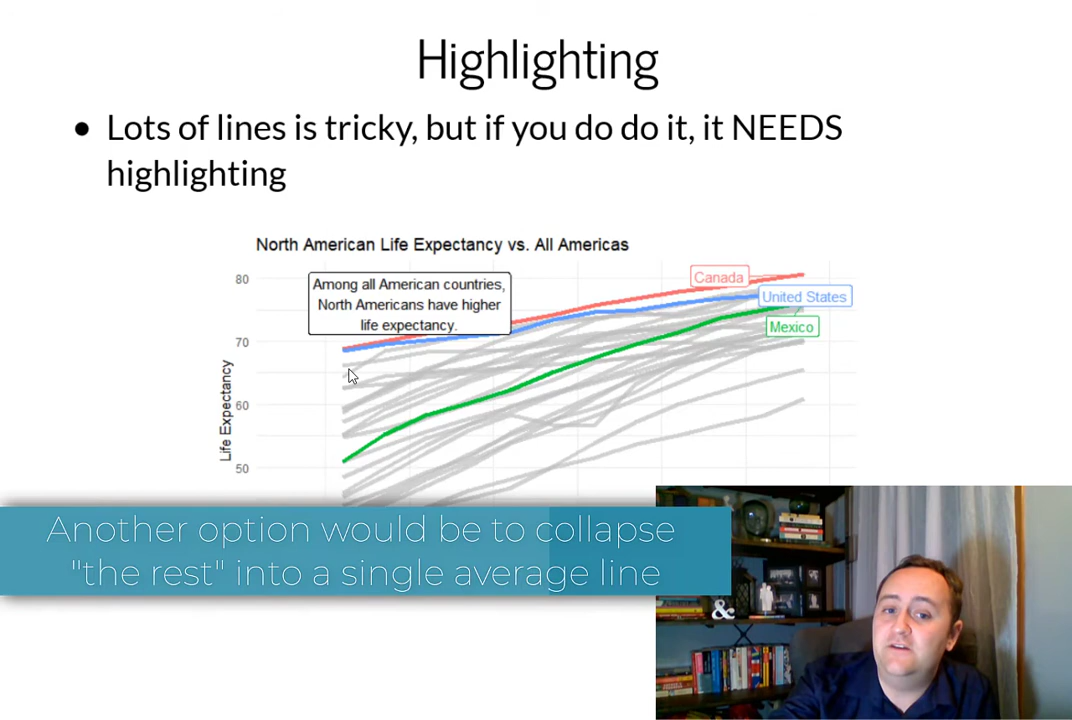 Highlighting
• Lots of lines is tricky, but if you do do it, it NEEDS
highlighting
North American Life Expectancy vs. All Americas
80
70
60
50
Life Expectancy
Among all American countries,
North Americans have higher
life expectancy.
Canada
United States
Mexico
Another option would be to collapse
"the rest" into a single average line
&